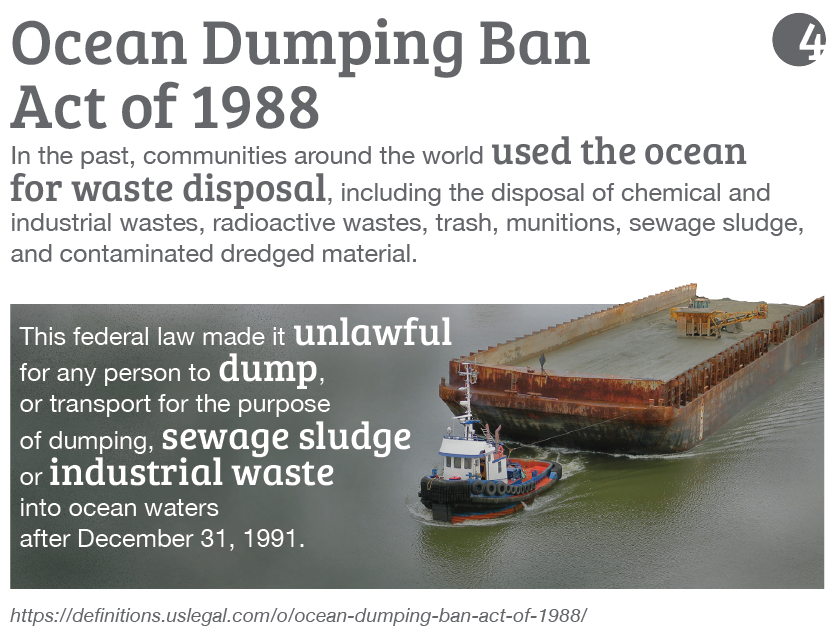 Ocean Dumping Ban
Act of 1988
4
In the past, communities around the world used the ocean
for waste disposal, including the disposal of chemical and
industrial wastes, radioactive wastes, trash, munitions, sewage sludge,
and contaminated dredged material.
This federal law made it unlawful
for any person to dump,
or transport for the purpose
of dumping, sewage sludge
or industrial waste
into ocean waters
after December 31, 1991.
https://definitions.uslegal.com/o/ocean-dumping-ban-act-of-1988/